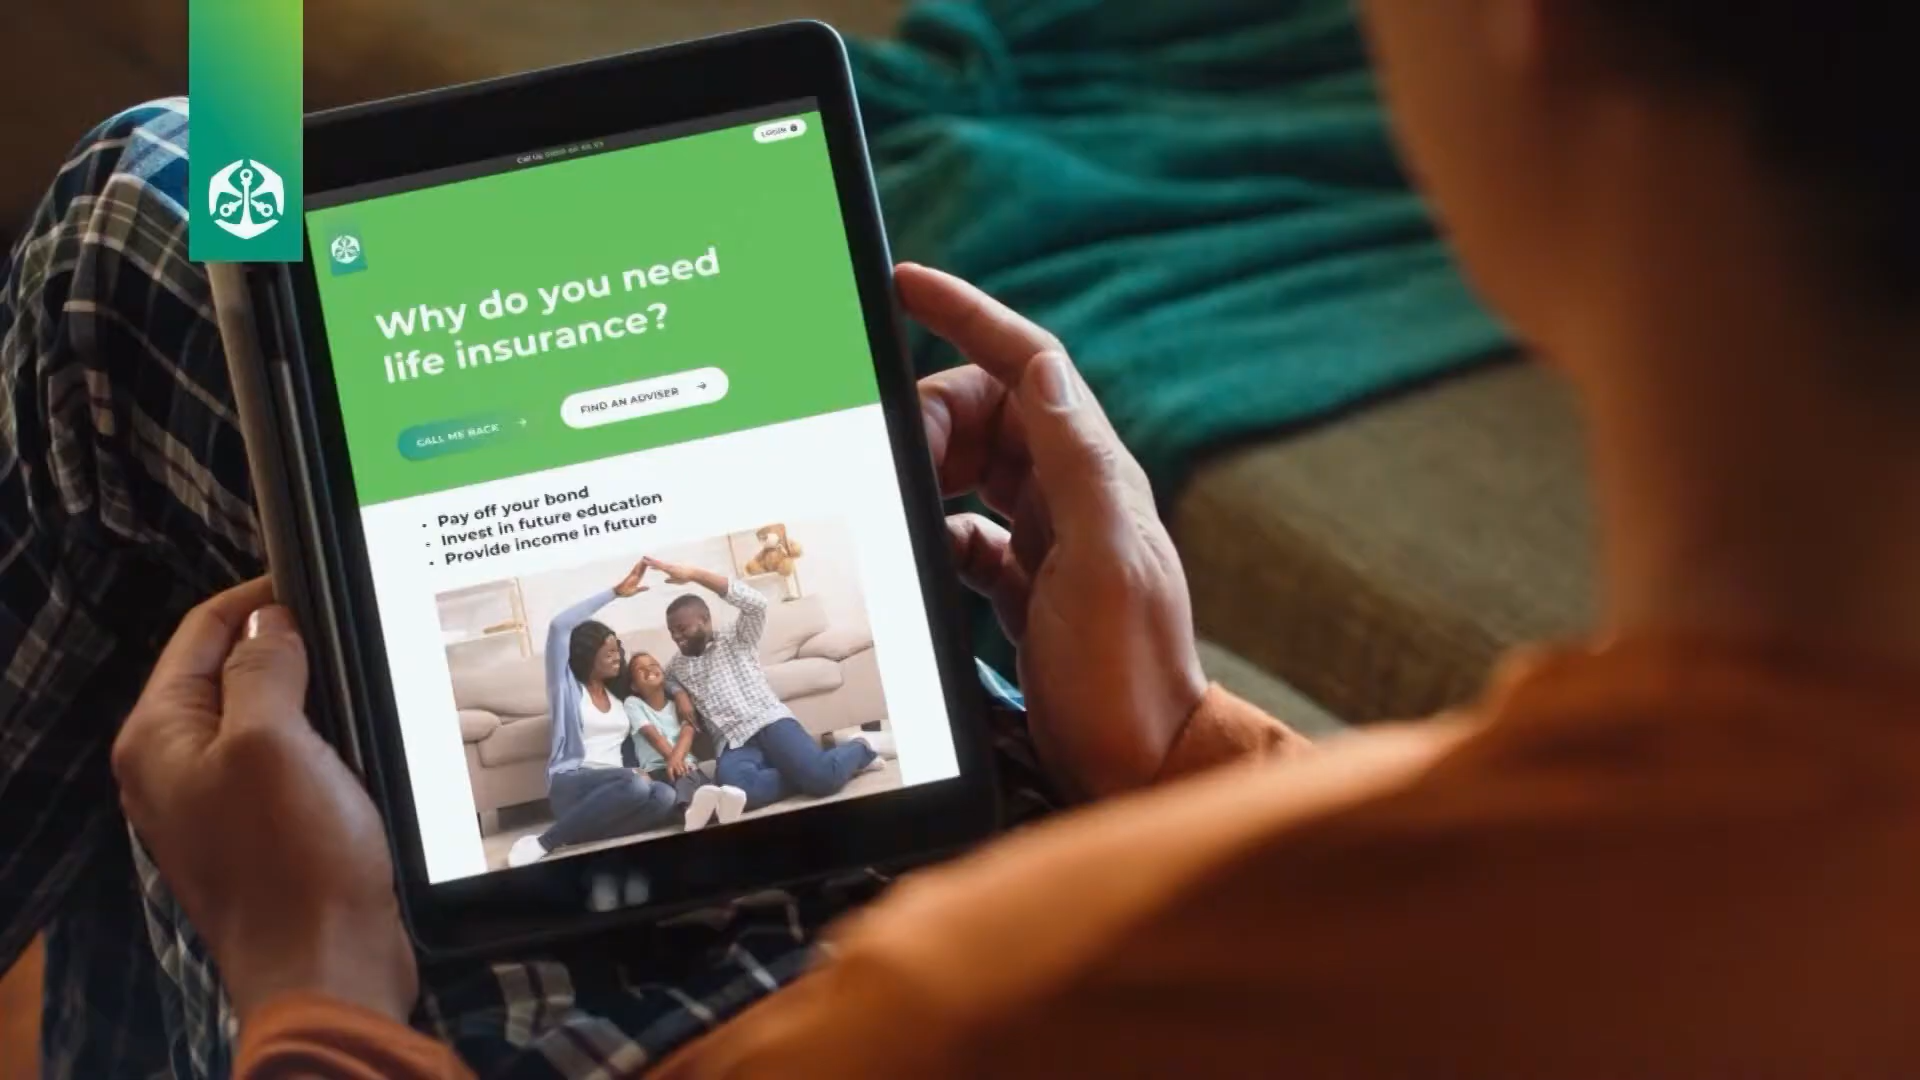 LOGIN
Why do you need
life insurance?
CALL ME BACK
FIND AN ADVISER
• Pay off your bond
• Invest in future education
• Provide income in future